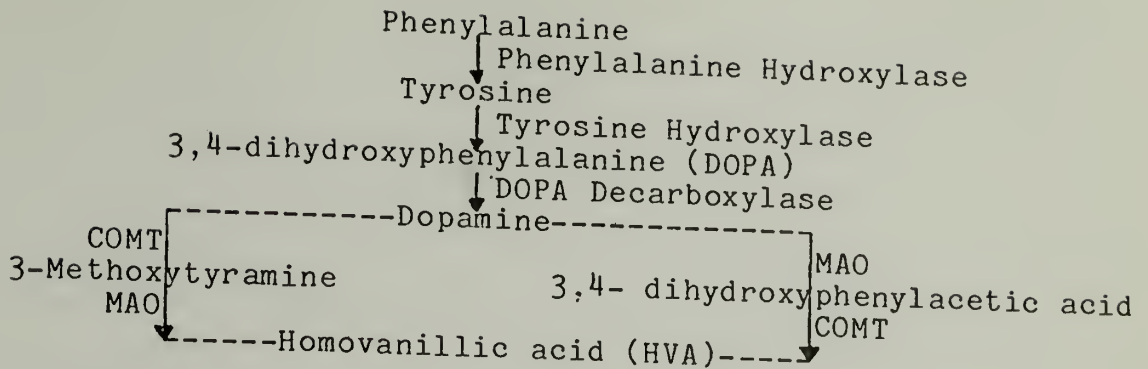 Phenylalanine
Phenylalanine Hydroxylase
Tyrosine
Tyrosine Hydroxylase
3,4-dihydroxyphenylalanine (DOPA)
DOPA Decarboxylase
-----------Dopamine-------------
COMT
MAO
3-Methoxytyramine
3,4- dihydroxyphenylacetic acid
MAO
COMT
------Homovanillic acid (HVA)-----